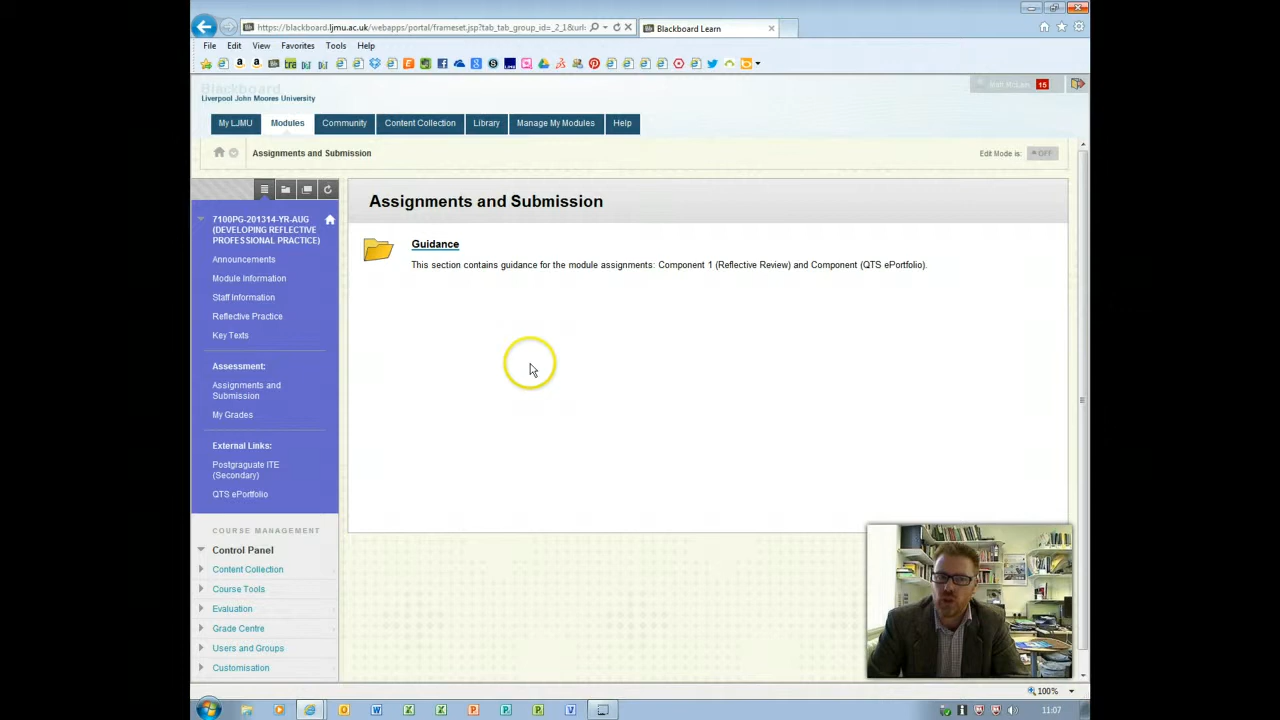 https://blackboard.ljmu.ac.uk/webapps/portal/frameset.jsp?tab_tab_group_id=_2_1&url:
Blackboard Learn
File Edit View Favorites Tools Help
Blackboard
Liverpool John Moores University
15
My LJMU Modules Community Content Collection Library Manage My Modules Help
Assignments and Submission
Edit Mode is: OFF
Assignments and Submission
Guidance
This section contains guidance for the module assignments: Component 1 (Reflective Review) and Component (QTS ePortfolio).
7100PG-201314-YR-AUG
(DEVELOPING REFLECTIVE
PROFESSIONAL PRACTICE)
Announcements
Module Information
Staff Information
Reflective Practice
Key Texts
Assessment:
Assignments and
Submission
My Grades
External Links:
Postgraguate ITE
(Secondary)
QTS ePortfolio
COURSE MANAGEMENT
Control Panel
Content Collection
Course Tools
Evaluation
Grade Centre
Users and Groups
Customisation
100%
11:07